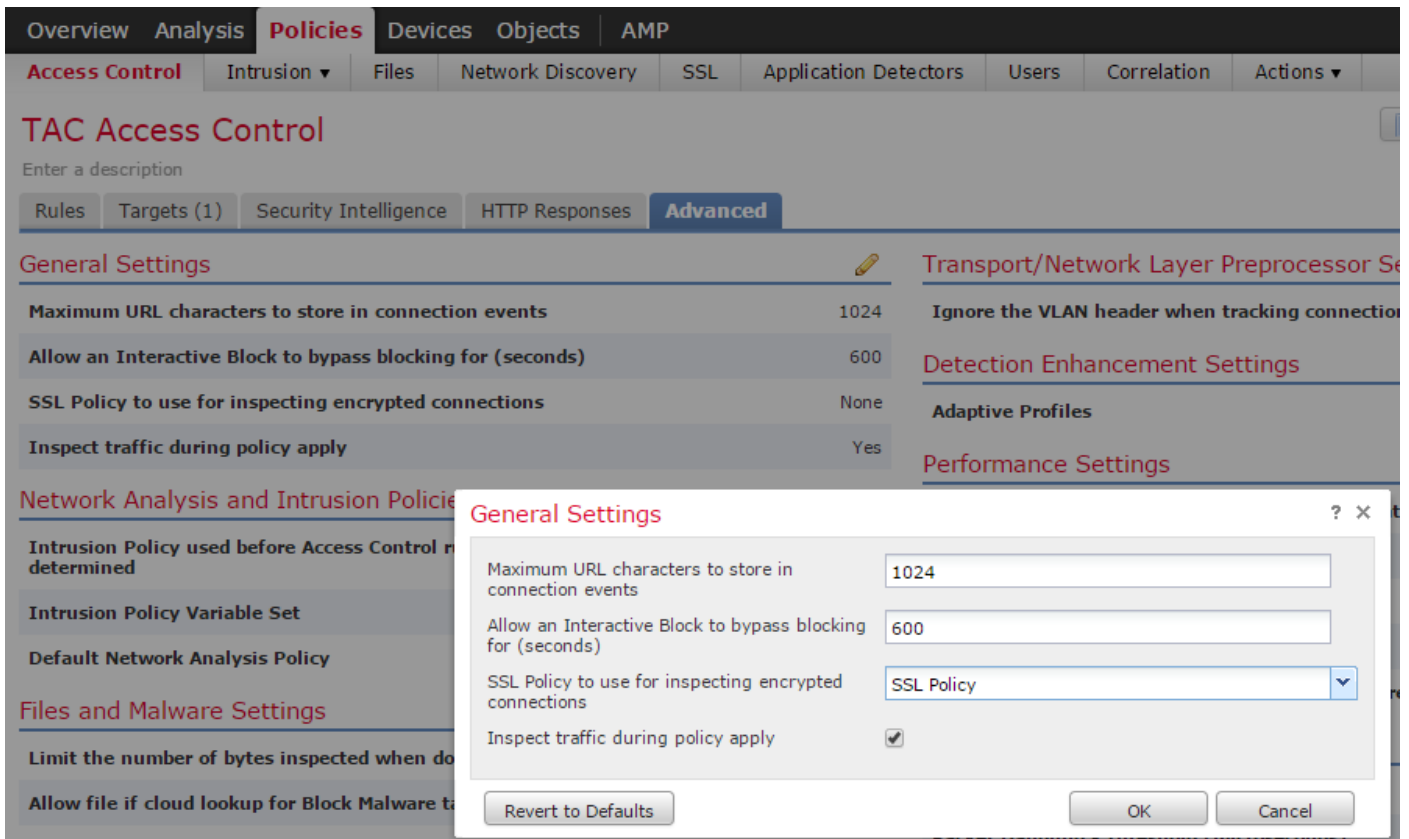 Overview Analysis Policies Devices Objects AMP
Access Control Intrusion ▾ Files Network Discovery SSL Application Detectors Users Correlation Actions ▾
TAC Access Control
Enter a description
Rules Targets (1) Security Intelligence HTTP Responses Advanced
General Settings
Maximum URL characters to store in connection events 1024
Allow an Interactive Block to bypass blocking for (seconds) 600
SSL Policy to use for inspecting encrypted connections None
Inspect traffic during policy apply Yes
Network Analysis and Intrusion Policie
Intrusion Policy used before Access Control r
determined
Intrusion Policy Variable Set
Default Network Analysis Policy
Files and Malware Settings
Limit the number of bytes inspected when do
Allow file if cloud lookup for Block Malware ta
Transport/Network Layer Preprocessor Se
Ignore the VLAN header when tracking connection
Detection Enhancement Settings
Adaptive Profiles
Performance Settings
General Settings ? ×
Maximum URL characters to store in
connection events
1024
Allow an Interactive Block to bypass blocking
for (seconds)
600
SSL Policy to use for inspecting encrypted
connections
SSL Policy
Inspect traffic during policy apply
Revert to Defaults OK Cancel